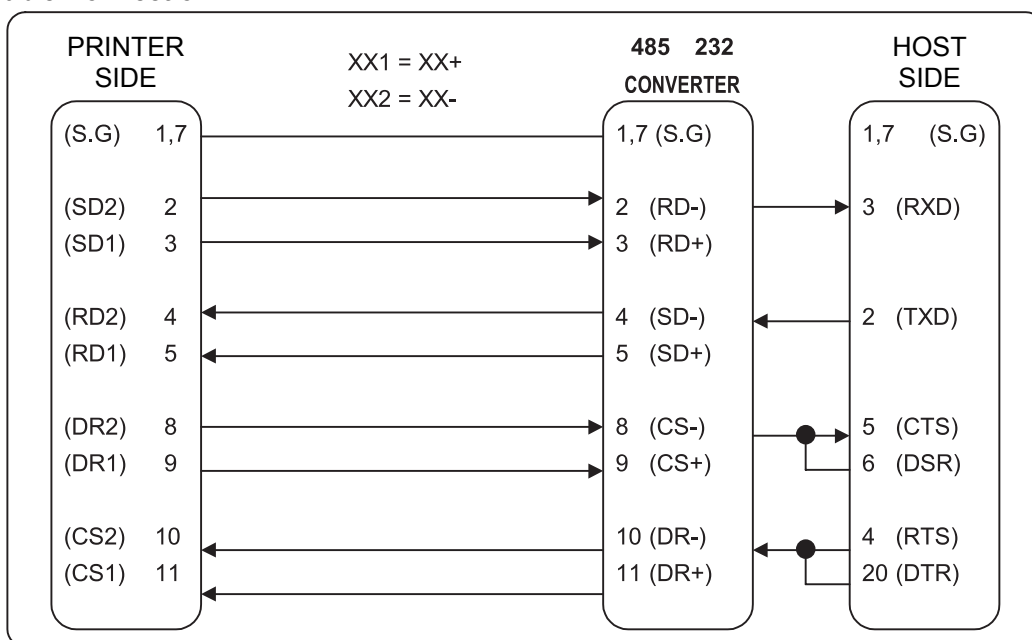 PRINTER
SIDE
XX1 = XX+
XX2 = XX-
485 232
CONVERTER
HOST
SIDE
(S.G) 1,7
1,7 (S.G)
1,7 (S.G)
(SD2) 2
2 (RD-)
3 (RXD)
(SD1) 3
3 (RD+)
(RD2) 4
4 (SD-)
2 (TXD)
(RD1) 5
5 (SD+)
(DR2) 8
8 (CS-)
5 (CTS)
(DR1) 9
9 (CS+)
6 (DSR)
(CS2) 10
10 (DR-)
4 (RTS)
(CS1) 11
11 (DR+)
20 (DTR)